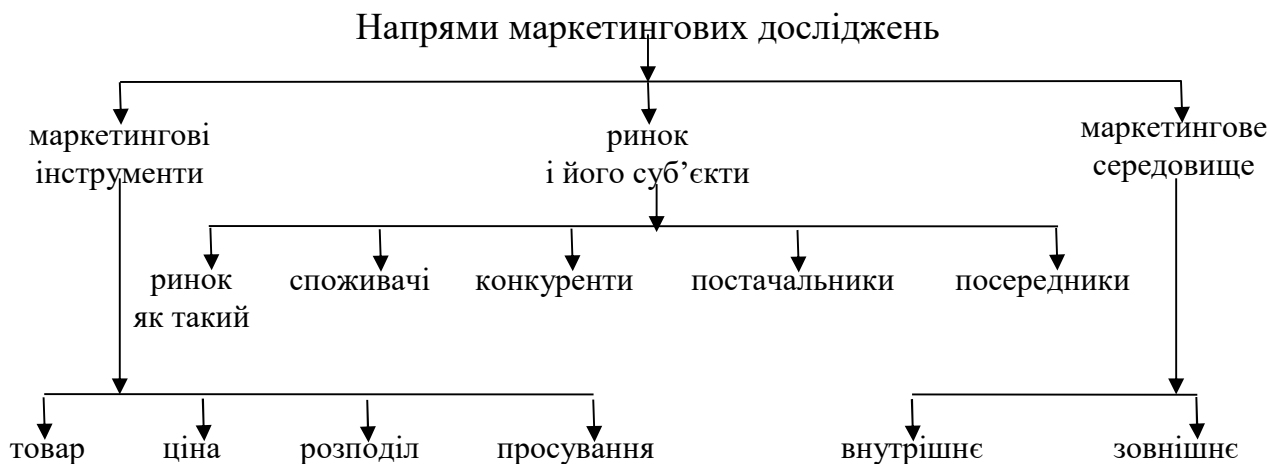 Напрями маркетингових досліджень
маркетингові
інструменти
ринок
і його суб’єкти
маркетингове
середовище
ринок
як такий
споживачі
конкуренти
постачальники
посередники
товар
ціна
розподіл
просування
внутрішнє
зовнішнє